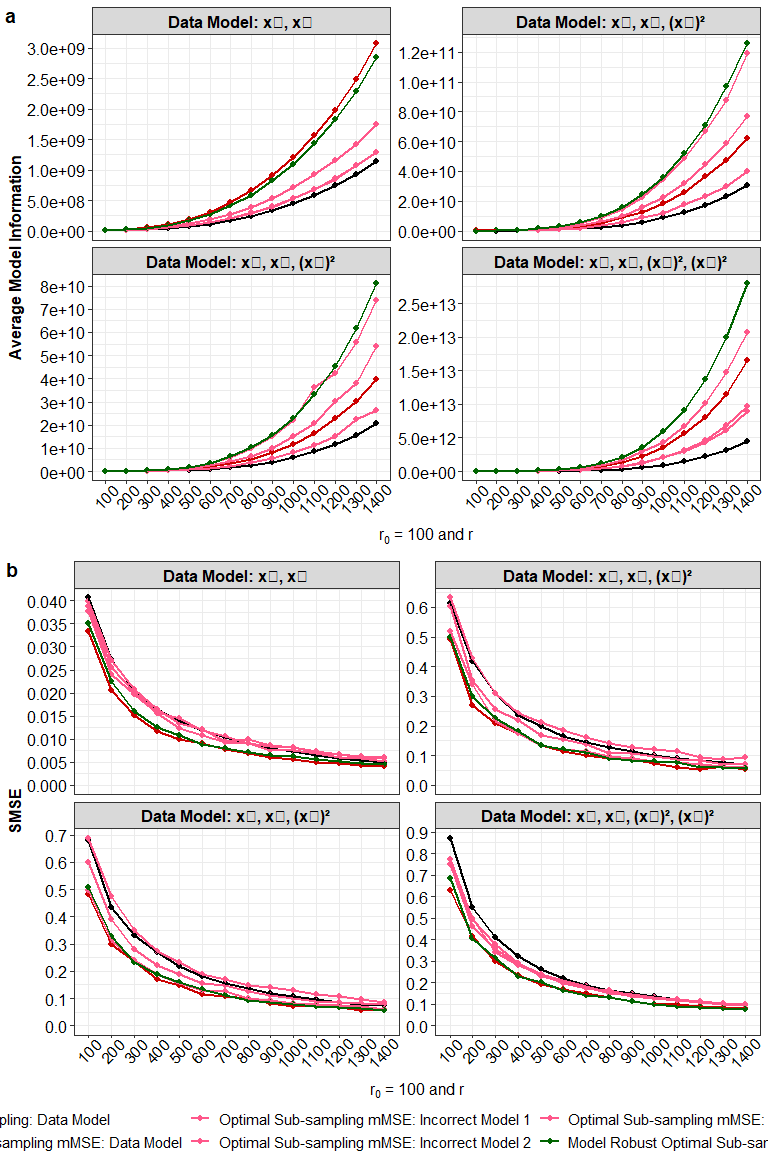 a
Data Model: x▯, x▯
Data Model: x▯, x▯, (x▯)²
3.0e+09
2.5e+09
2.0e+09
1.5e+09
1.0e+09
5.0e+08
0.0e+00
1.2e+11
1.0e+11
8.0e+10
6.0e+10
4.0e+10
2.0e+10
0.0e+00
Average Model Information
Data Model: x▯, x▯, (x▯)²
Data Model: x▯, x▯, (x▯)², (x▯)²
8e+10
7e+10
6e+10
5e+10
4e+10
3e+10
2e+10
1e+10
0e+00
2.5e+13
2.0e+13
1.5e+13
1.0e+13
5.0e+12
0.0e+00
100 200 300 400 500 600 700 800 900 1000 1100 1200 1300 1400
100 200 300 400 500 600 700 800 900 1000 1100 1200 1300 1400
r₀ = 100 and r
b
Data Model: x▯, x▯
Data Model: x▯, x▯, (x▯)²
0.040
0.035
0.030
0.025
0.020
0.015
0.010
0.005
0.000
0.6
0.5
0.4
0.3
0.2
0.1
0.0
SMSE
Data Model: x▯, x▯, (x▯)²
Data Model: x▯, x▯, (x▯)², (x▯)²
0.7
0.6
0.5
0.4
0.3
0.2
0.1
0.0
0.9
0.8
0.7
0.6
0.5
0.4
0.3
0.2
0.1
0.0
100 200 300 400 500 600 700 800 900 1000 1100 1200 1300 1400
100 200 300 400 500 600 700 800 900 1000 1100 1200 1300 1400
r₀ = 100 and r
pling: Data Model
Optimal Sub-sampling mMSE: Incorrect Model 1
Optimal Sub-sampling mMSE:
sampling mMSE: Data Model
Optimal Sub-sampling mMSE: Incorrect Model 2
Model Robust Optimal Sub-sa